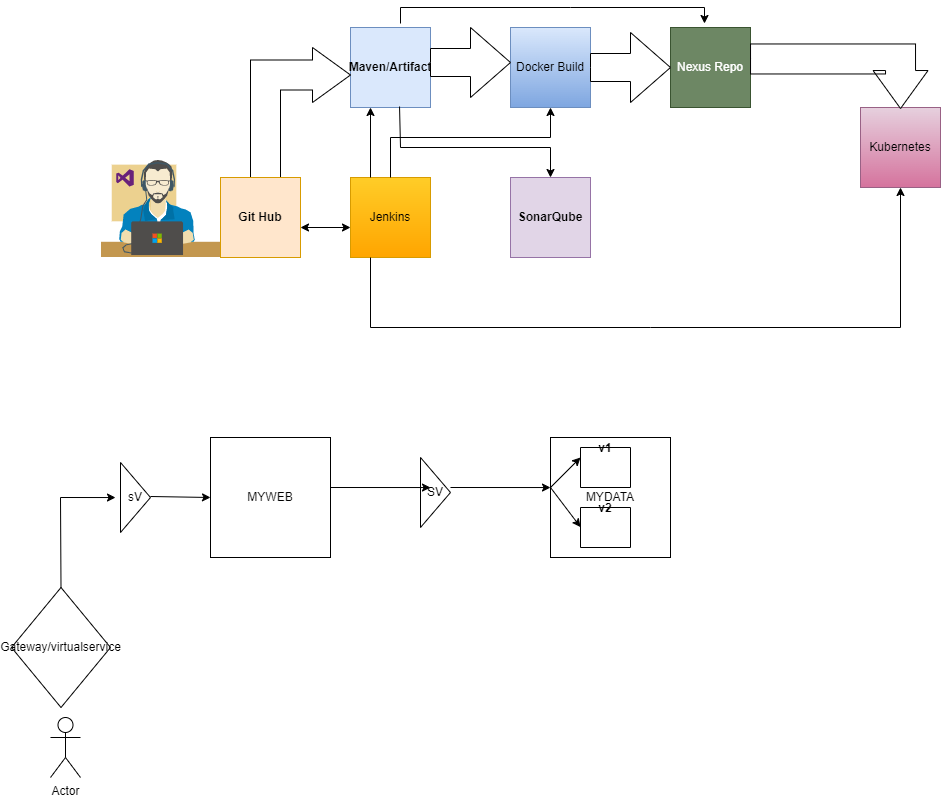 Maven/Artifact
Docker Build
Nexus Repo
Kubernetes
Git Hub
Jenkins
SonarQube
v1
sV
MYWEB
SV
MYDATA
v2
Gateway/virtualservice
Actor